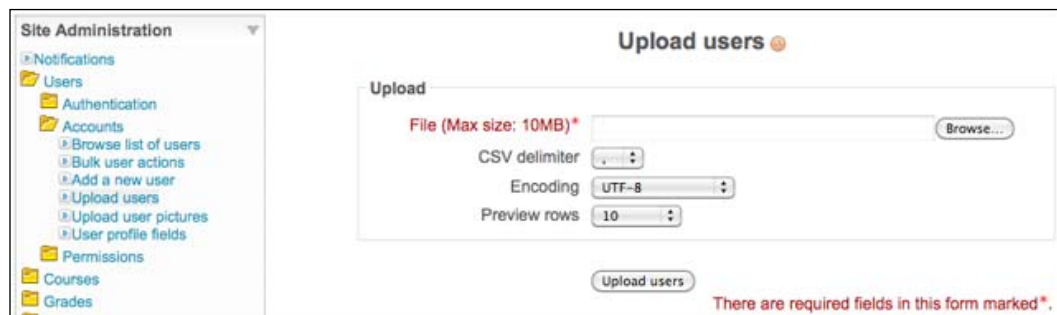 Site Administration
Notifications
Users
Authentication
Accounts
Browse list of users
Bulk user actions
Add a new user
Upload users
Upload user pictures
User profile fields
Permissions
Courses
Grades
Upload users
Upload
File (Max size: 10MB)*
Browse...
CSV delimiter ,
Encoding UTF-8
Preview rows 10
Upload users
There are required fields in this form marked*.